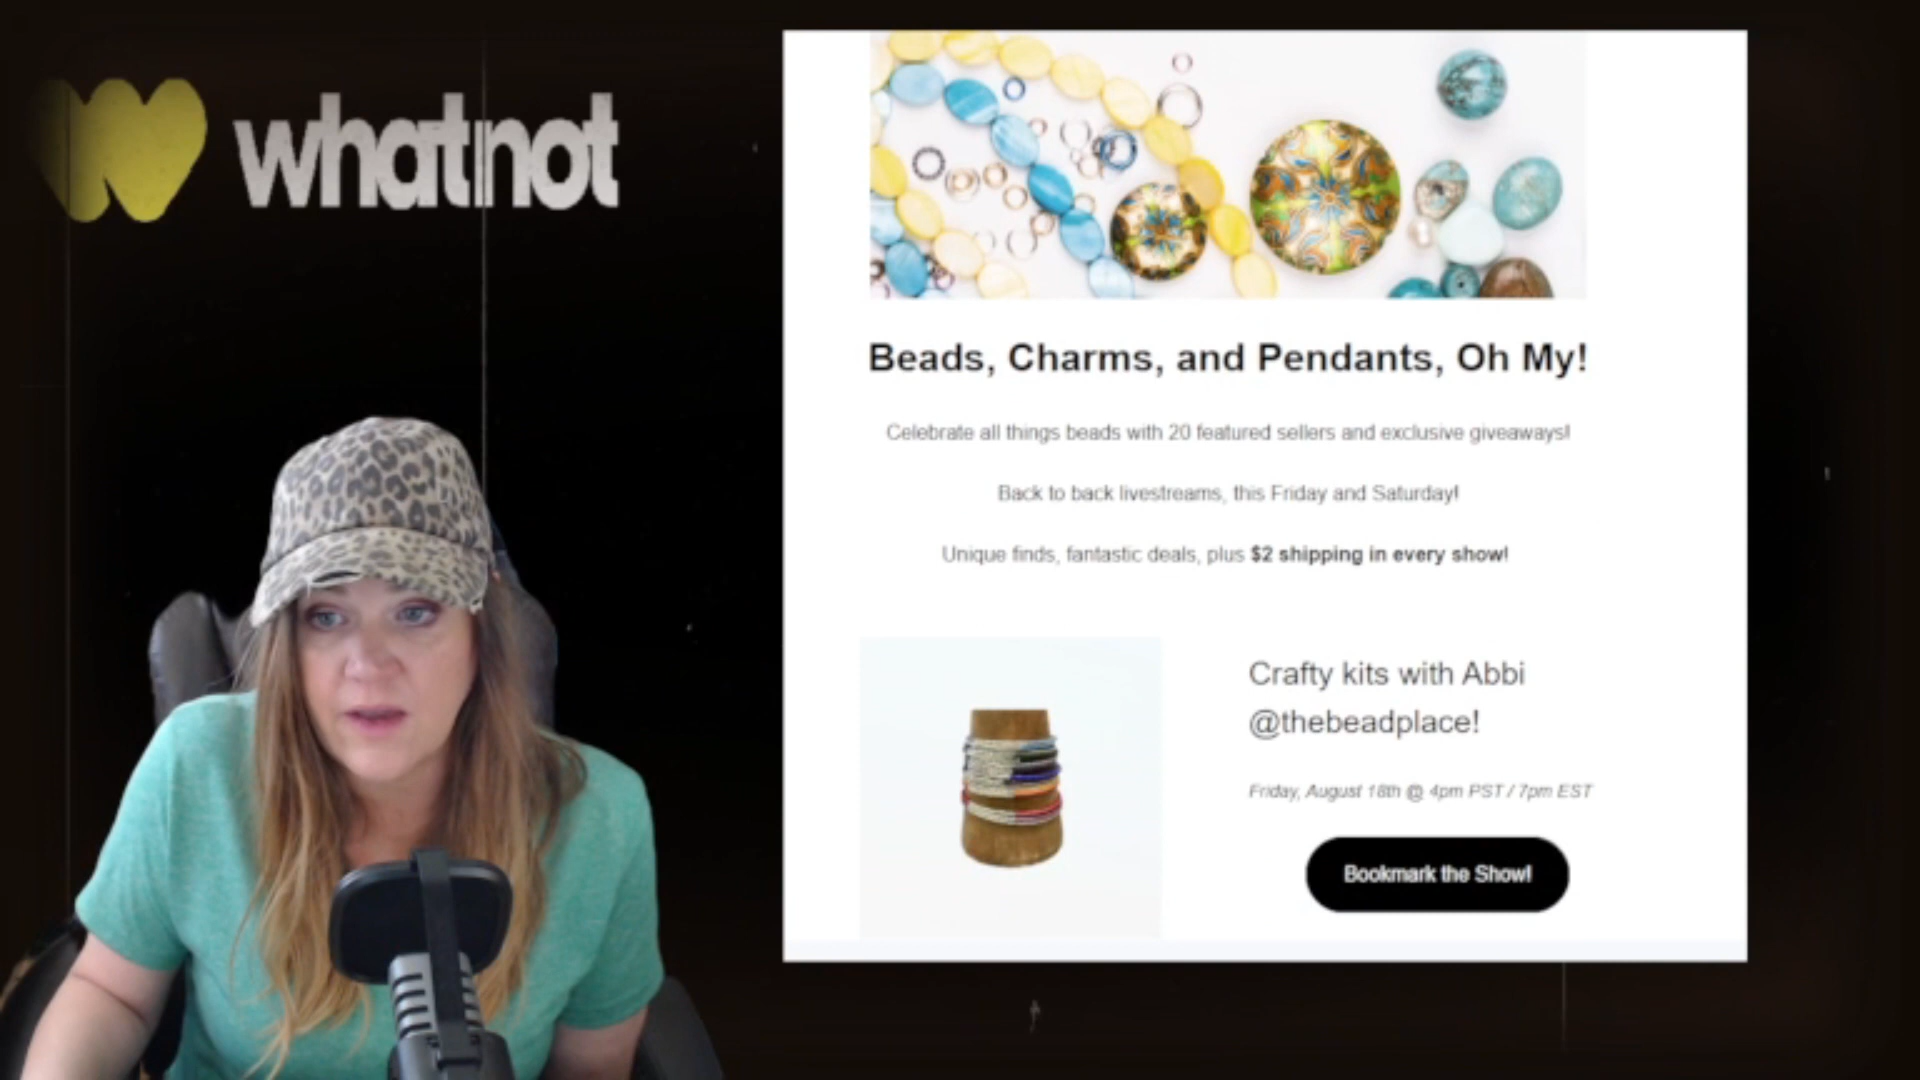 whatnot
Beads, Charms, and Pendants, Oh My!
Celebrate all things beads with 20 featured sellers and exclusive giveaways!
Back to back livestreams, this Friday and Saturday!
Unique finds, fantastic deals, plus $2 shipping in every show!
Crafty kits with Abbi
@thebeadplace!
Friday, August 18th @ 4pm PST / 7pm EST
Bookmark the Show!